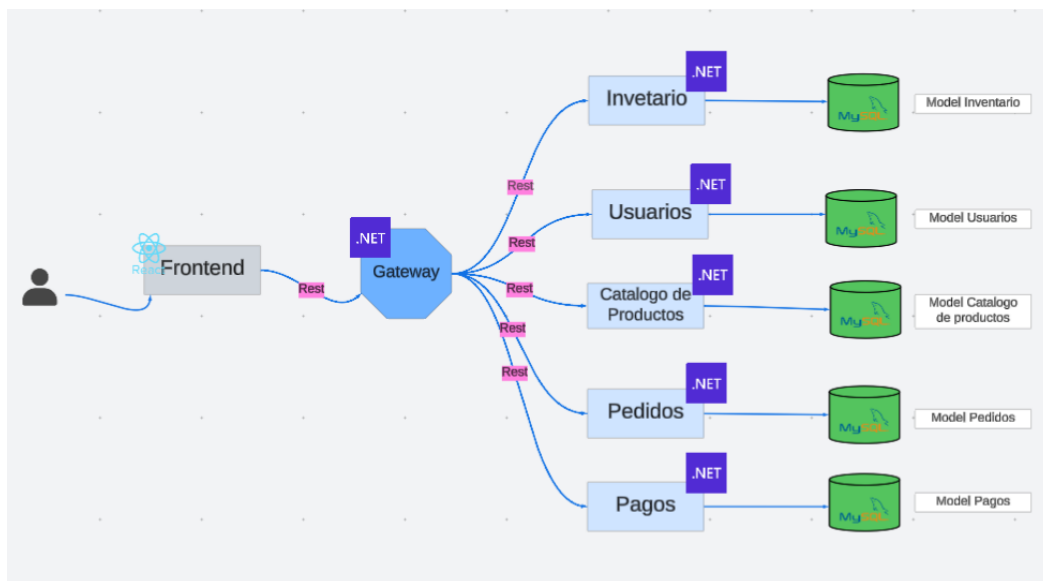 .NET
Invetario
MySQL
Model Inventario
Rest
.NET
Usuarios
MySQL
Model Usuarios
Rest
React
Frontend
Rest
.NET
Gateway
.NET
Catalogo de
Productos
MySQL
Model Catalogo
de productos
Rest
Rest
.NET
Pedidos
MySQL
Model Pedidos
Rest
.NET
Pagos
MySQL
Model Pagos